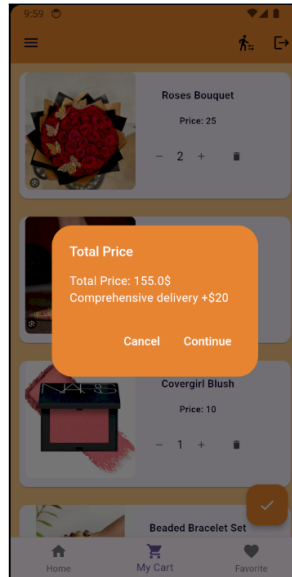 9:59
Roses Bouquet
Price: 25
− 2 +
Total Price
Total Price: 155.0$
Comprehensive delivery +$20
Cancel Continue
NARS
Covergirl Blush
Price: 10
− 1 +
Beaded Bracelet Set
Home My Cart Favorite